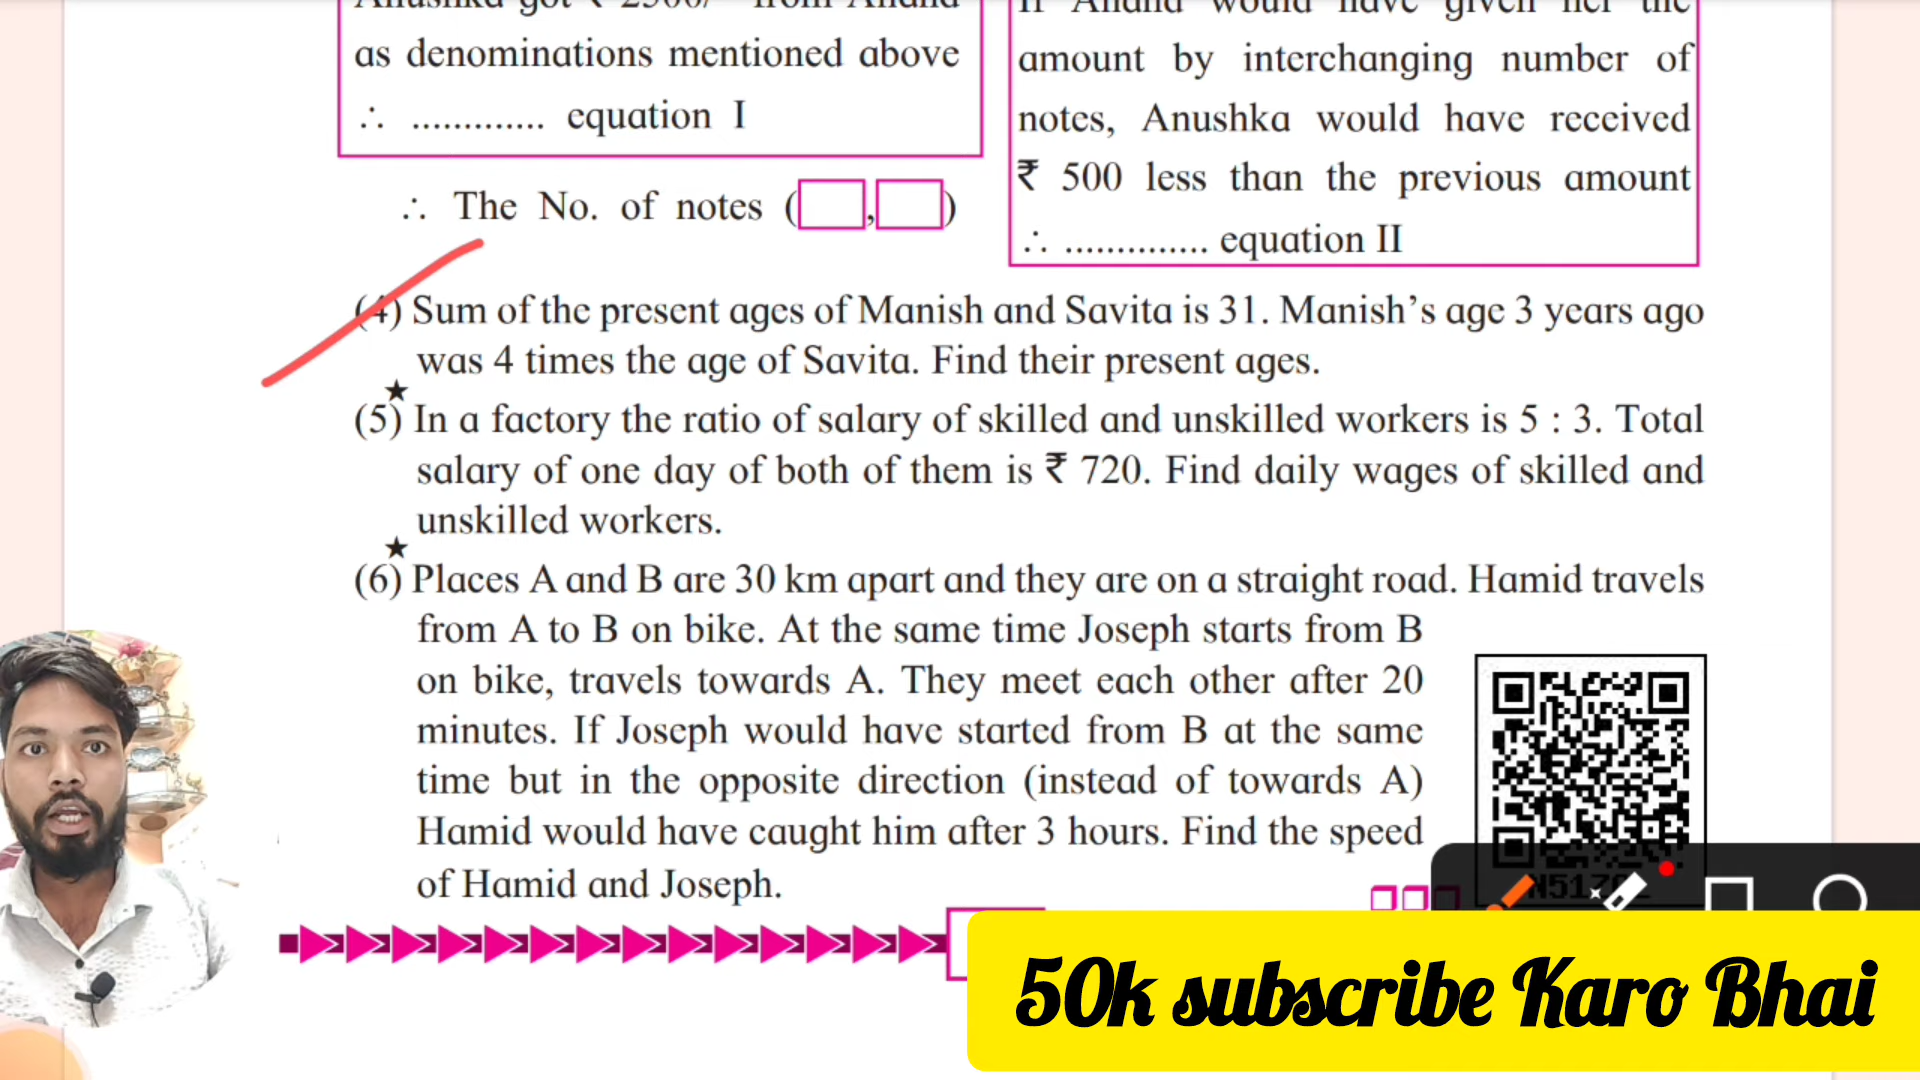 as denominations mentioned above
∴ ............. equation I
∴ The No. of notes ( , )
amount by interchanging number of
notes, Anushka would have received
₹ 500 less than the previous amount
∴ .............. equation II
(4) Sum of the present ages of Manish and Savita is 31. Manish's age 3 years ago
was 4 times the age of Savita. Find their present ages.
★
(5) In a factory the ratio of salary of skilled and unskilled workers is 5 : 3. Total
salary of one day of both of them is ₹ 720. Find daily wages of skilled and
unskilled workers.
★
(6) Places A and B are 30 km apart and they are on a straight road. Hamid travels
from A to B on bike. At the same time Joseph starts from B
on bike, travels towards A. They meet each other after 20
minutes. If Joseph would have started from B at the same
time but in the opposite direction (instead of towards A)
Hamid would have caught him after 3 hours. Find the speed
of Hamid and Joseph.
50k subscribe Karo Bhai